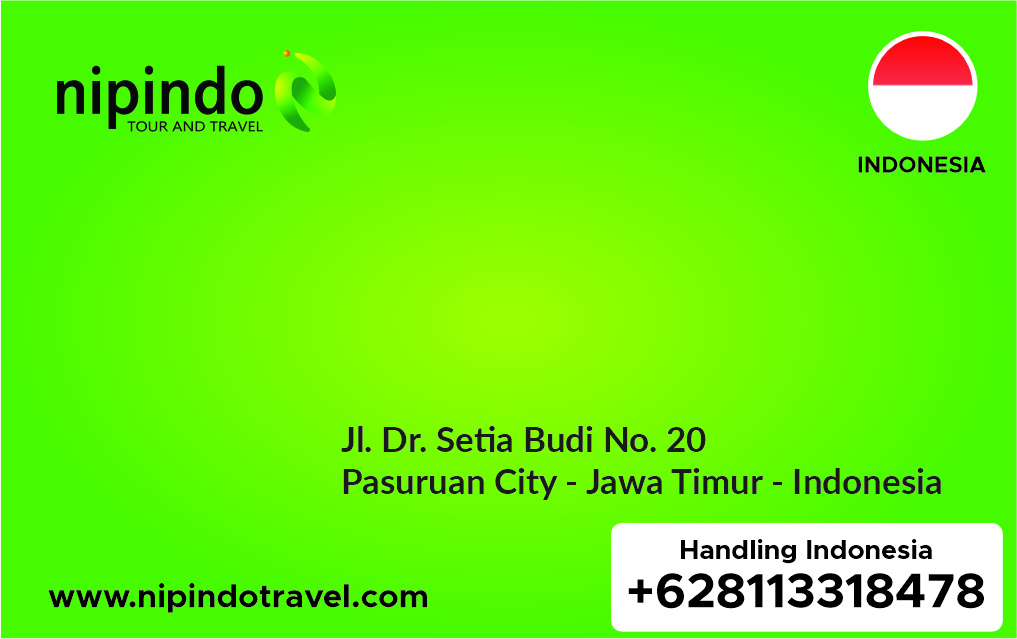 nipindo
TOUR AND TRAVEL
INDONESIA
Jl. Dr. Setia Budi No. 20
Pasuruan City - Jawa Timur - Indonesia
Handling Indonesia
+628113318478
www.nipindotravel.com